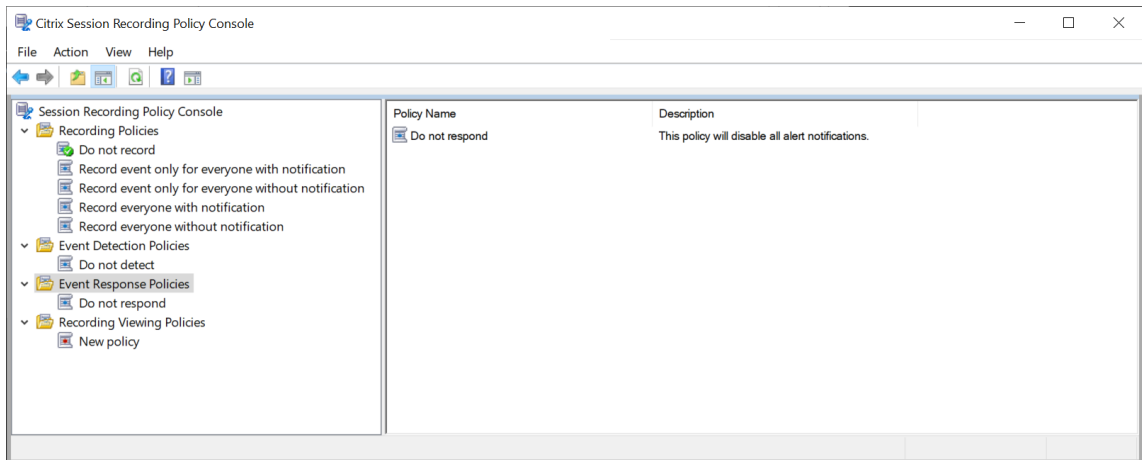 Citrix Session Recording Policy Console
File Action View Help
Session Recording Policy Console
Recording Policies
Do not record
Record event only for everyone with notification
Record event only for everyone without notification
Record everyone with notification
Record everyone without notification
Event Detection Policies
Do not detect
Event Response Policies
Do not respond
Recording Viewing Policies
New policy
Policy Name Description
Do not respond This policy will disable all alert notifications.